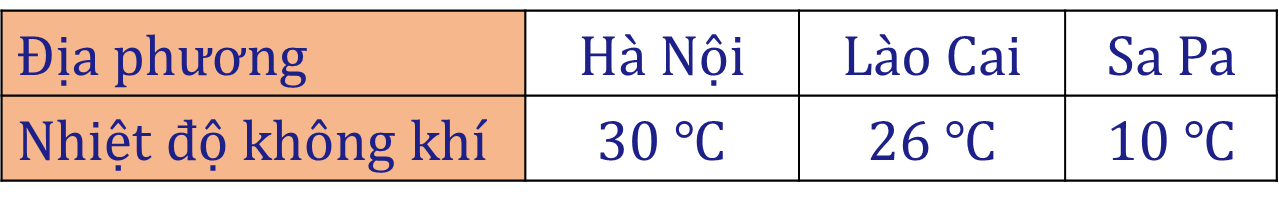 Địa phương Hà Nội Lào Cai Sa Pa
Nhiệt độ không khí 30 °C 26 °C 10 °C